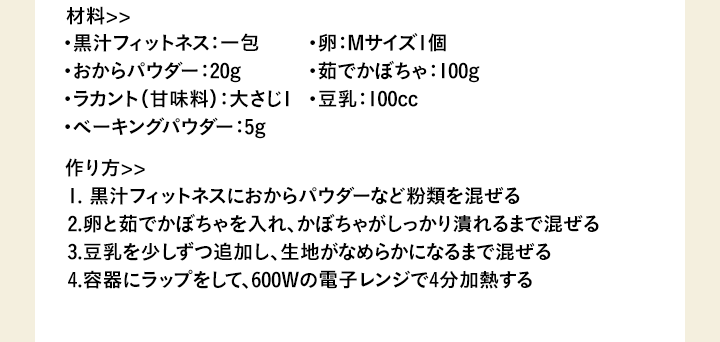 材料>>
・黒汁フィットネス：一包　・卵：Mサイズ1個
・おからパウダー：20g　・茹でかぼちゃ：100g
・ラカント（甘味料）：大さじ1　・豆乳：100cc
・ベーキングパウダー：5g
作り方>>
1. 黒汁フィットネスにおからパウダーなど粉類を混ぜる
2.卵と茹でかぼちゃを入れ、かぼちゃがしっかり潰れるまで混ぜる
3.豆乳を少しずつ追加し、生地がなめらかになるまで混ぜる
4.容器にラップをして、600Wの電子レンジで4分加熱する